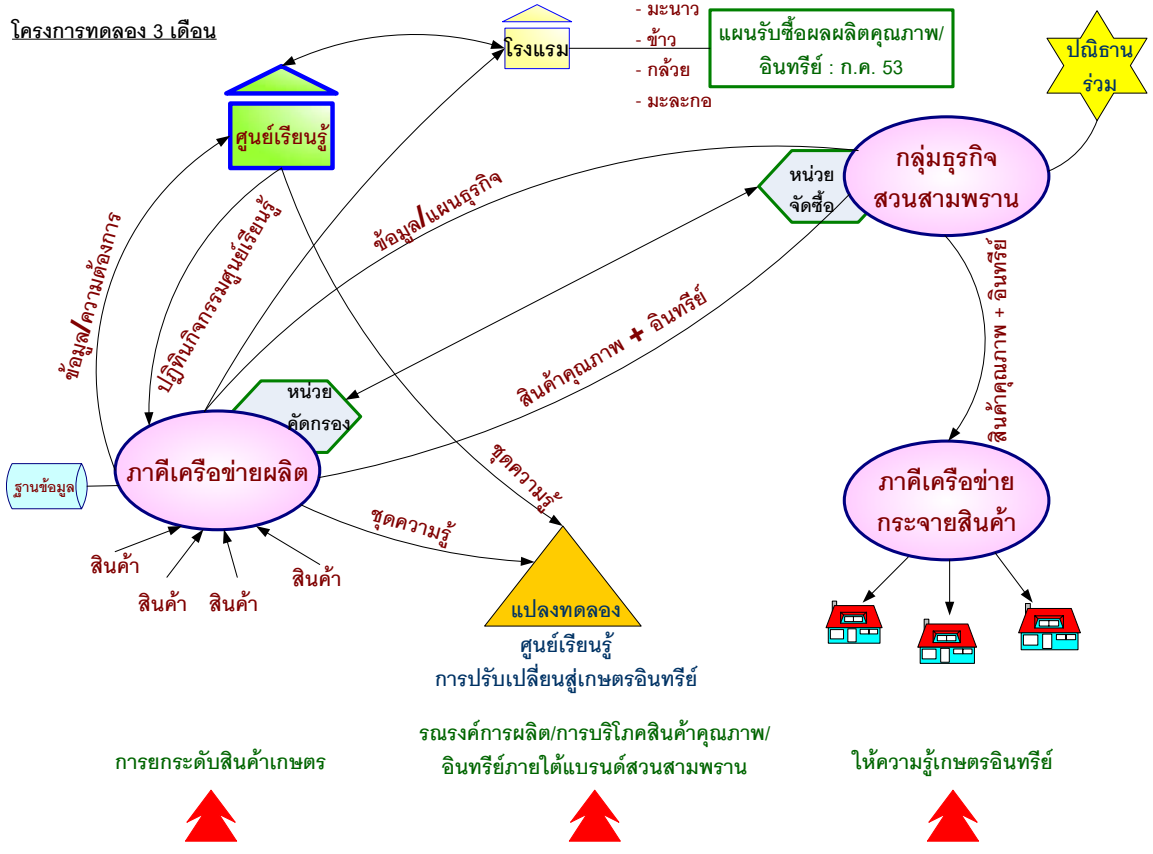 โครงการทดลอง 3 เดือน
โรงแรม
- มะนาว
- ข้าว
- กล้วย
- มะละกอ
แผนรับซื้อผลผลิตคุณภาพ/
อินทรีย์ : ก.ค. 53
ปณิธาน
ร่วม
ศูนย์เรียนรู้
หน่วย
จัดซื้อ
กลุ่มธุรกิจ
สวนสามพราน
ข้อมูล/ความต้องการ
ปฎิทินกิจกรรมศูนย์เรียนรู้
ข้อมูล/แผนธุรกิจ
สินค้าคุณภาพ + อินทรีย์
สินค้าคุณภาพ + อินทรีย์
หน่วย
คัดกรอง
ภาคีเครือข่ายผลิต
ฐานข้อมูล
ชุดความรู้
ชุดความรู้
ภาคีเครือข่าย
กระจายสินค้า
สินค้า
สินค้า
สินค้า
สินค้า
แปลงทดลอง
ศูนย์เรียนรู้
การปรับเปลี่ยนสู่เกษตรอินทรีย์
การยกระดับสินค้าเกษตร
รณรงค์การผลิต/การบริโภคสินค้าคุณภาพ/
อินทรีย์ภายใต้แบรนด์สวนสามพราน
ให้ความรู้เกษตรอินทรีย์